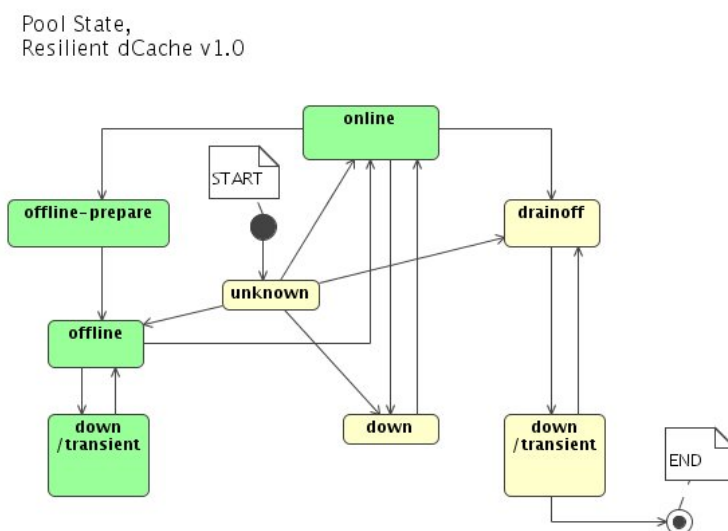 Pool State,
Resilient dCache v1.0
online
START
offline-prepare
drainoff
unknown
offline
down
/transient
down
down
/transient
END